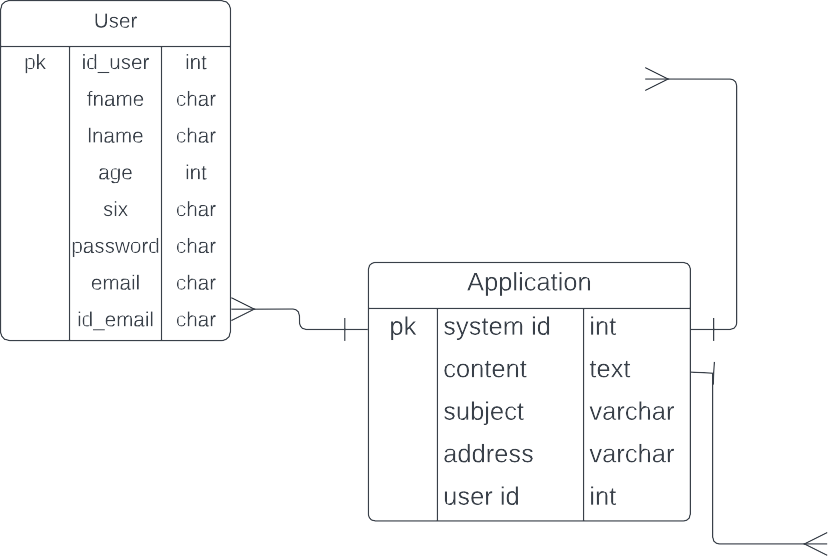 User
pk id_user int
fname char
lname char
age int
six char
password char
email char
id_email char
Application
pk system id int
content text
subject varchar
address varchar
user id int